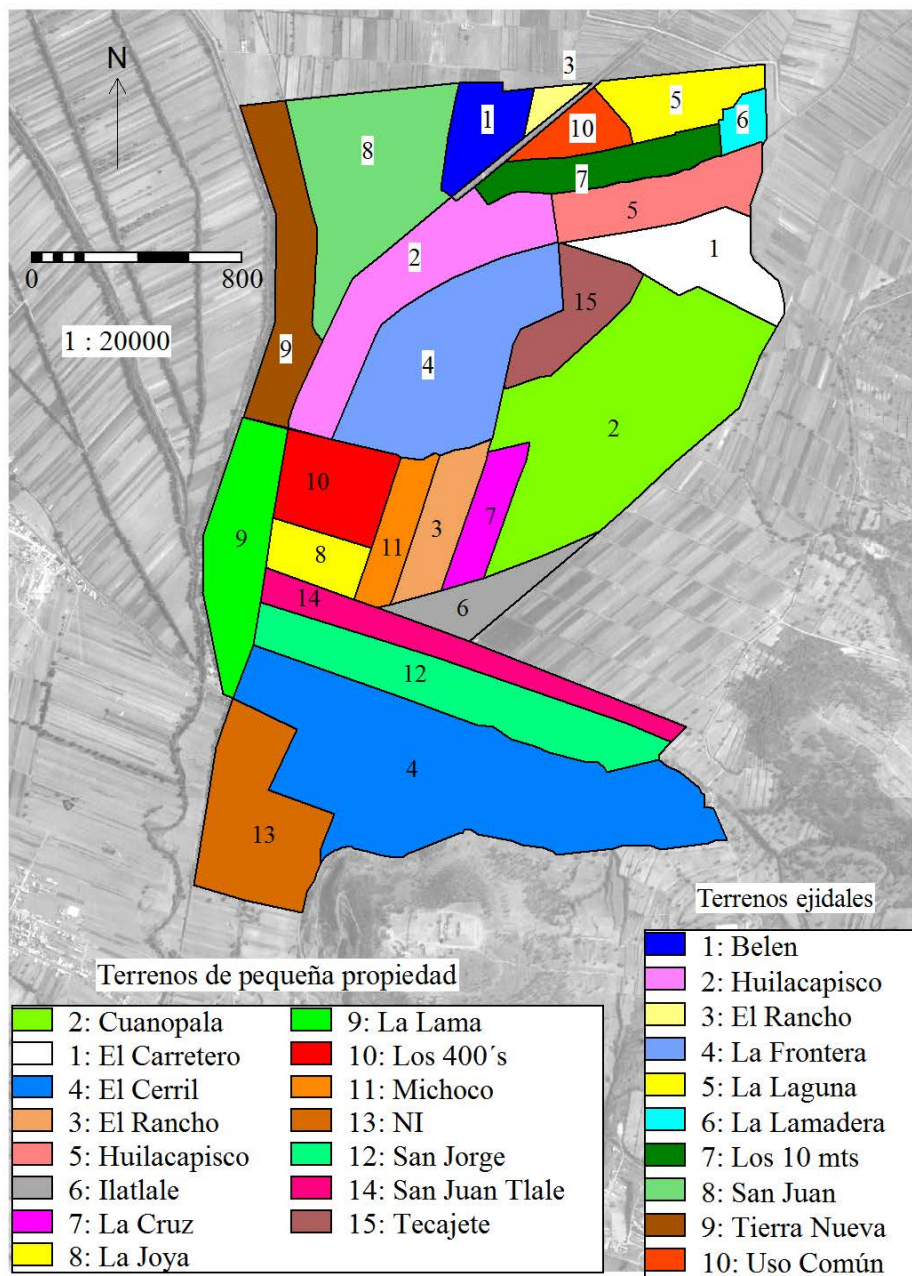 N
3
1
5
8
10
6
7
5
2
1
0 800
15
1 : 20000
9
4
2
10
3
7
9
11
8
14
6
12
4
13
Terrenos ejidales
1: Belen
2: Huilacapisco
3: El Rancho
4: La Frontera
5: La Laguna
6: La Lamadera
7: Los 10 mts
8: San Juan
9: Tierra Nueva
10: Uso Común
Terrenos de pequeña propiedad
2: Cuanopala
1: El Carretero
4: El Cerril
3: El Rancho
5: Huilacapisco
6: Ilatlale
7: La Cruz
8: La Joya
9: La Lama
10: Los 400´s
11: Michoco
13: NI
12: San Jorge
14: San Juan Tlale
15: Tecajete